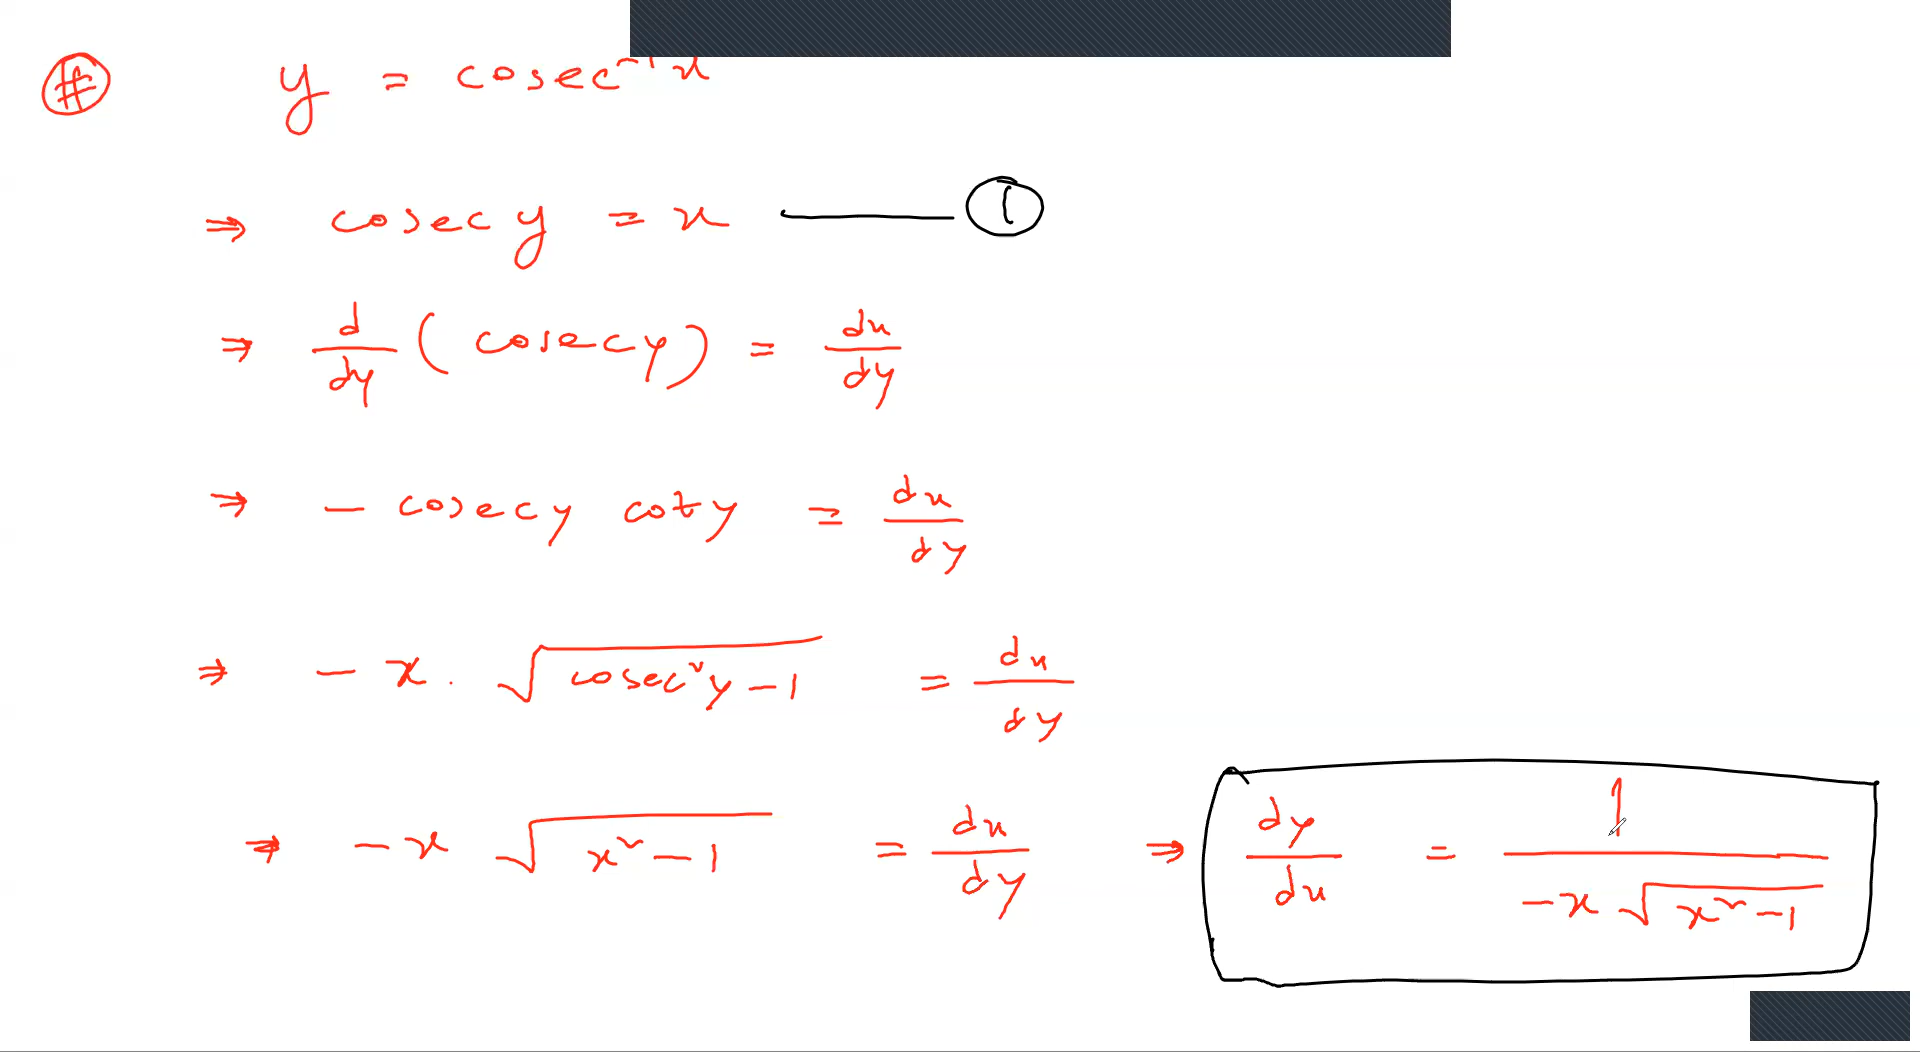 # y = cosec⁻¹x
⇒ cosec y = x ——— ①
⇒ d/dy (cosec y) = dx/dy
⇒ - cosec y cot y = dx/dy
⇒ - x . √(cosec²y - 1) = dx/dy
⇒ - x √(x² - 1) = dx/dy ⇒ dy/dx = 1/(-x √(x² - 1))